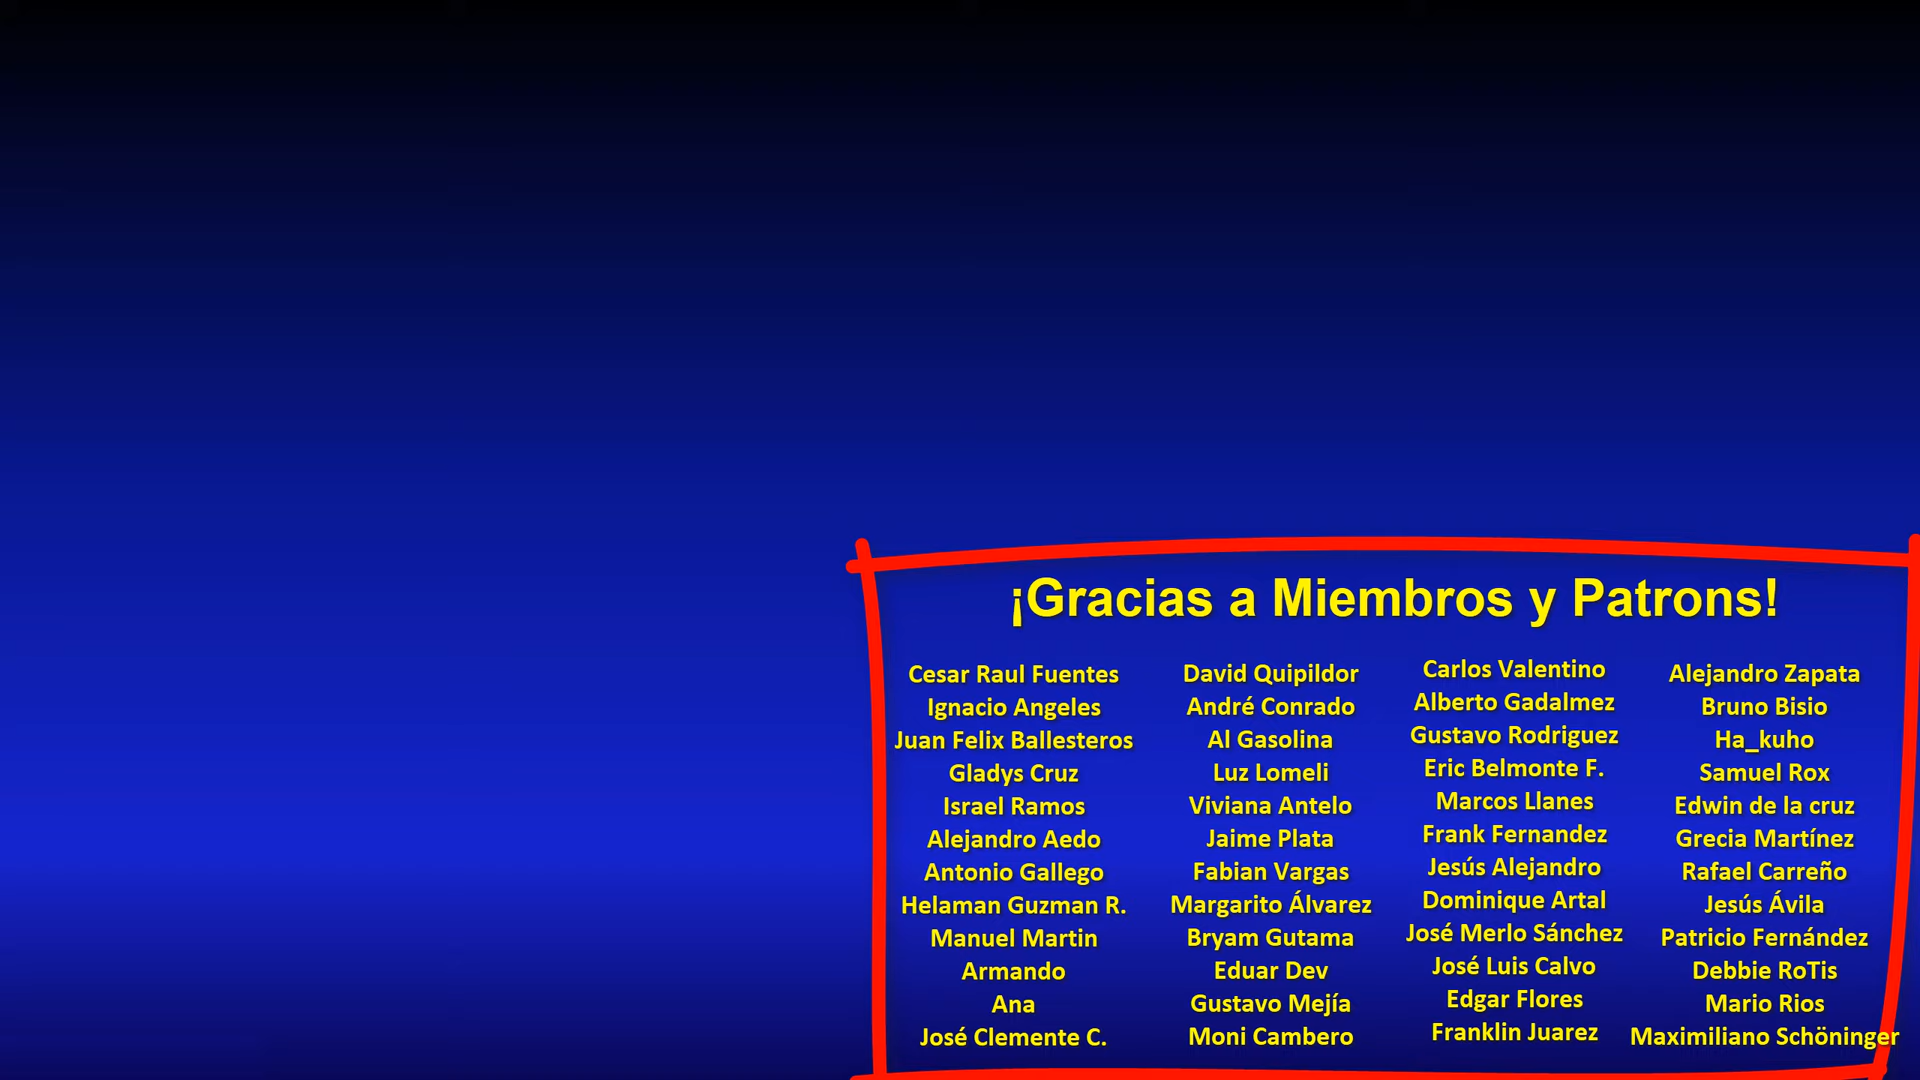 ¡Gracias a Miembros y Patrons!
Cesar Raul Fuentes
Ignacio Angeles
Juan Felix Ballesteros
Gladys Cruz
Israel Ramos
Alejandro Aedo
Antonio Gallego
Helaman Guzman R.
Manuel Martin
Armando
Ana
José Clemente C.
David Quipildor
André Conrado
Al Gasolina
Luz Lomeli
Viviana Antelo
Jaime Plata
Fabian Vargas
Margarito Álvarez
Bryam Gutama
Eduar Dev
Gustavo Mejía
Moni Cambero
Carlos Valentino
Alberto Gadalmez
Gustavo Rodriguez
Eric Belmonte F.
Marcos Llanes
Frank Fernandez
Jesús Alejandro
Dominique Artal
José Merlo Sánchez
José Luis Calvo
Edgar Flores
Franklin Juarez
Alejandro Zapata
Bruno Bisio
Ha_kuho
Samuel Rox
Edwin de la cruz
Grecia Martínez
Rafael Carreño
Jesús Ávila
Patricio Fernández
Debbie RoTis
Mario Rios
Maximiliano Schöninger